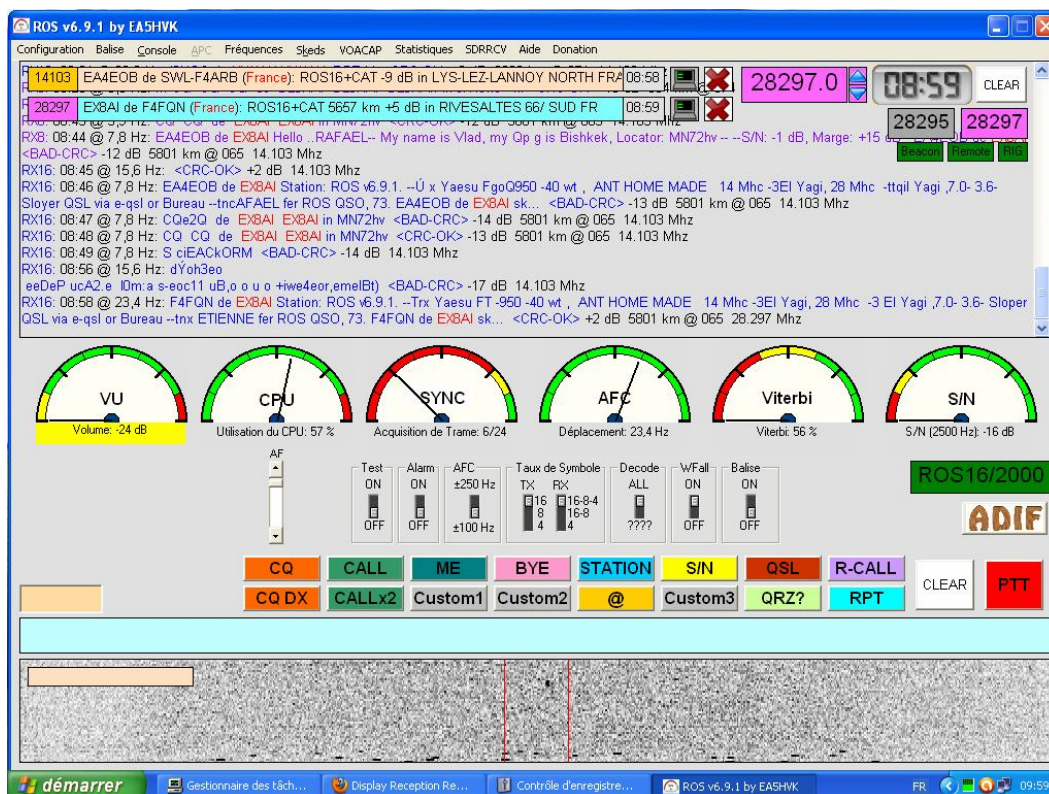 ROS v6.9.1 by EA5HVK
Configuration Balise Console APC Fréquences Skeds VOACAP Statistiques SDRRCV Aide Donation
14103 EA4EOB de SWL-F4ARB (France): ROS16+CAT -9 dB in LYS-LEZ-LANNOY NORTH FRA 08:58
28297.0 08:59 CLEAR
28297 EX8AI de F4FQN (France): ROS16+CAT 5657 km +5 dB in RIVESALTES 66/ SUD FR 08:59
28295 28297
Beacon Remote RIG
RX8: 08:44 @ 7,8 Hz: EA4EOB de EX8AI Hello ..RAFAEL-- My name is Vlad, my Qp g is Bishkek, Locator: MN72hv -- --S/N: -1 dB, Marge: +15
<BAD-CRC> -12 dB 5801 km @ 065 14.103 Mhz
RX16: 08:45 @ 15,6 Hz: <CRC-OK> +2 dB 5801 km @ 065 14.103 Mhz
RX16: 08:46 @ 7,8 Hz: EA4EOB de EX8AI Station: ROS v6.9.1. --Ú x Yaesu FgoQ950 -40 wt , ANT HOME MADE 14 Mhc -3El Yagi, 28 Mhc -ttqil Yagi ,7.0- 3.6-
Sloyer QSL via e-qsl or Bureau --tncAFAEL fer ROS QSO, 73. EA4EOB de EX8AI sk... <BAD-CRC> -13 dB 5801 km @ 065 14.103 Mhz
RX16: 08:47 @ 7,8 Hz: CQe2Q de EX8AI EX8AI in MN72hv <BAD-CRC> -14 dB 5801 km @ 065 14.103 Mhz
RX16: 08:48 @ 7,8 Hz: CQ CQ de EX8AI EX8AI in MN72hv <CRC-OK> -13 dB 5801 km @ 065 14.103 Mhz
RX16: 08:49 @ 7,8 Hz: S ciEACkORM <BAD-CRC> -14 dB 14.103 Mhz
RX16: 08:56 @ 15,6 Hz: dÝoh3eo
eeDeP ucA2.e l0m:a s-eoc11 uB,o o u o +iwe4eor,emelBt) <BAD-CRC> -17 dB 14.103 Mhz
RX16: 08:58 @ 23,4 Hz: F4FQN de EX8AI Station: ROS v6.9.1. --Trx Yaesu FT -950 -40 wt , ANT HOME MADE 14 Mhc -3El Yagi, 28 Mhc -3 El Yagi ,7.0- 3.6- Sloper
QSL via e-qsl or Bureau --tnx ETIENNE fer ROS QSO, 73. F4FQN de EX8AI sk... <CRC-OK> +2 dB 5801 km @ 065 28.297 Mhz
VU CPU SYNC AFC Viterbi S/N
Volume: -24 dB Utilisation du CPU: 57 % Acquisition de Trame: 6/24 Déplacement: 23,4 Hz Viterbi: 56 % S/N (2500 Hz): -16 dB
AF
Test Alarm AFC Taux de Symbole Decode WFall Balise
ON ON ±250 Hz TX RX ALL ON ON
16 16-8-4
8 16-8
OFF OFF ±100 Hz 4 4 ???? OFF OFF
ROS16/2000
ADIF
CQ CALL ME BYE STATION S/N QSL R-CALL
CLEAR PTT
CQ DX CALLx2 Custom1 Custom2 @ Custom3 QRZ? RPT
démarrer Gestionnaire des tâch... Display Reception Re... Contrôle d'enregistre... ROS v6.9.1 by EA5HVK FR 09:59